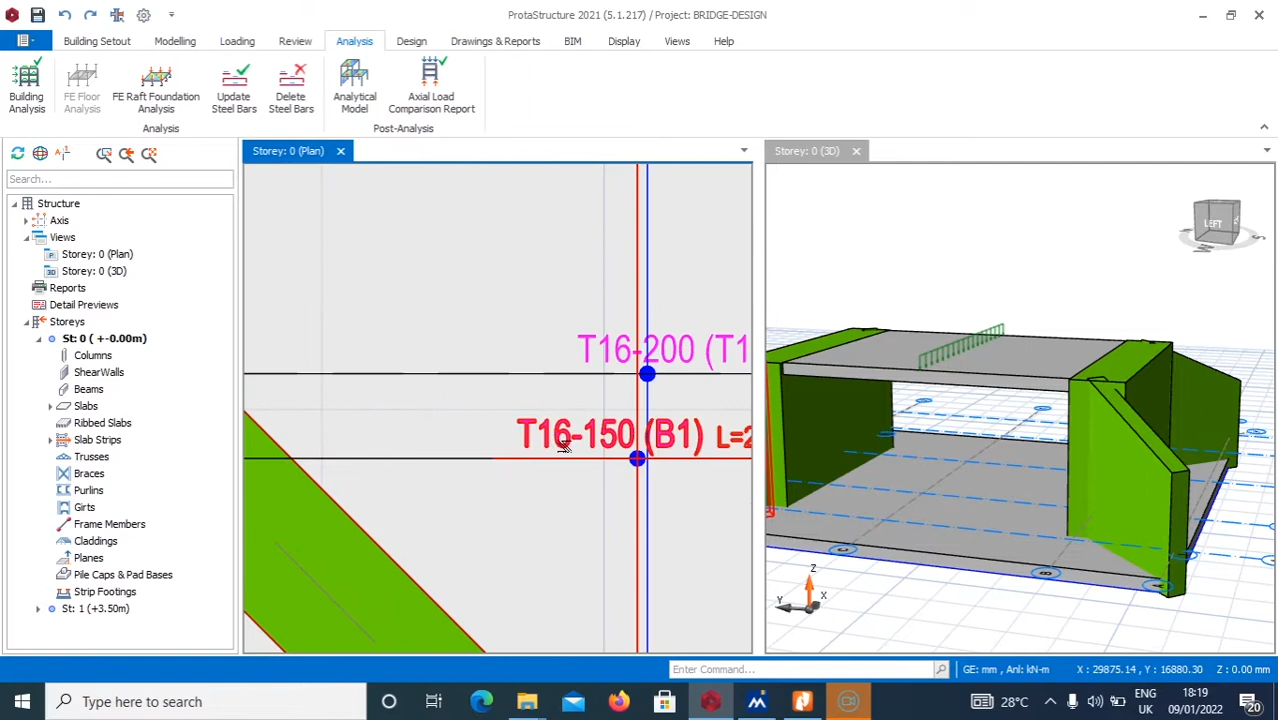 ProtaStructure 2021 (5.1.217) / Project: BRIDGE-DESIGN
Building Setout Modelling Loading Review Analysis Design Drawings & Reports BIM Display Views Help
Building Analysis
FE Floor Analysis
FE Raft Foundation Analysis
Update Steel Bars
Delete Steel Bars
Analytical Model
Axial Load Comparison Report
Analysis
Post-Analysis
Storey: 0 (Plan)
Storey: 0 (3D)
Search...
Structure
Axis
Views
Storey: 0 (Plan)
Storey: 0 (3D)
Reports
Detail Previews
Storeys
St: 0 ( +-0.00m)
Columns
ShearWalls
Beams
Slabs
Ribbed Slabs
Slab Strips
Trusses
Braces
Purlins
Girts
Frame Members
Claddings
Planes
Pile Caps & Pad Bases
Strip Footings
St: 1 (+3.50m)
T16-200 (T1
T16-150 (B1) L=2
LEFT
Z
Y
X
Enter Command...
GE: mm, Anl: kN-m
X : 29875.14 , Y : 16880.30
Z : 0.00 mm
Type here to search
28°C
ENG
UK
18:19
09/01/2022
20